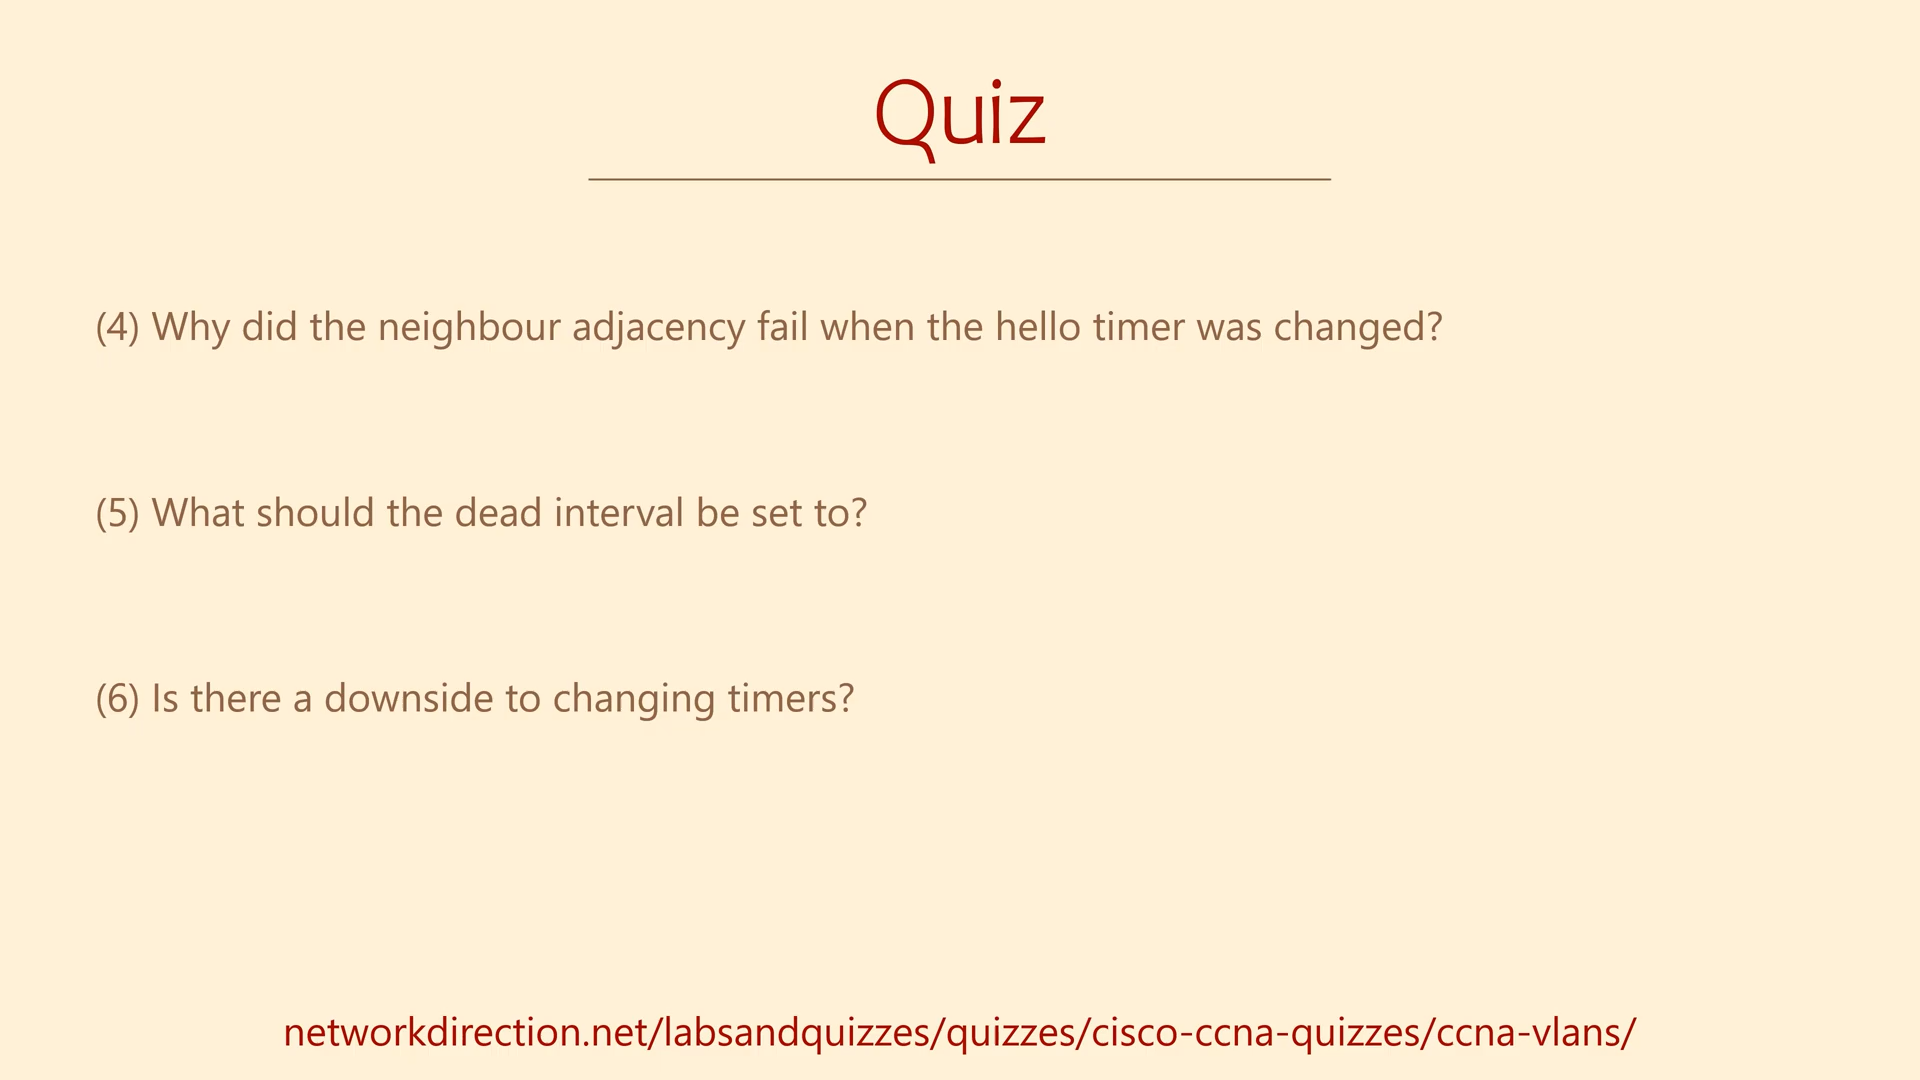 Quiz
(4) Why did the neighbour adjacency fail when the hello timer was changed?
(5) What should the dead interval be set to?
(6) Is there a downside to changing timers?
networkdirection.net/labsandquizzes/quizzes/cisco-ccna-quizzes/ccna-vlans/